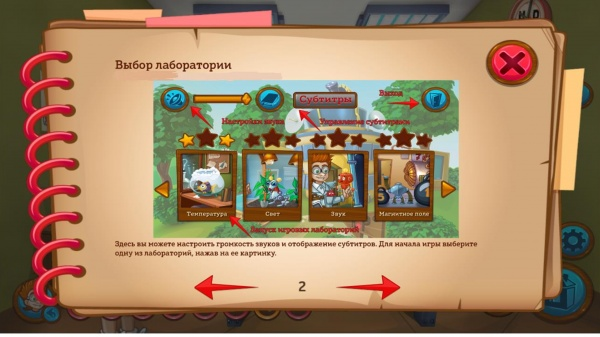 Выбор лаборатории
Субтитры
Выход
Настройки звука
Управление субтитрами
Температура
Свет
Звук
Магнитное поле
Запуск игровых лабораторий
Здесь вы можете настроить громкость звуков и отображение субтитров. Для начала игры выберите
одну из лабораторий, нажав на ее картинку.
2